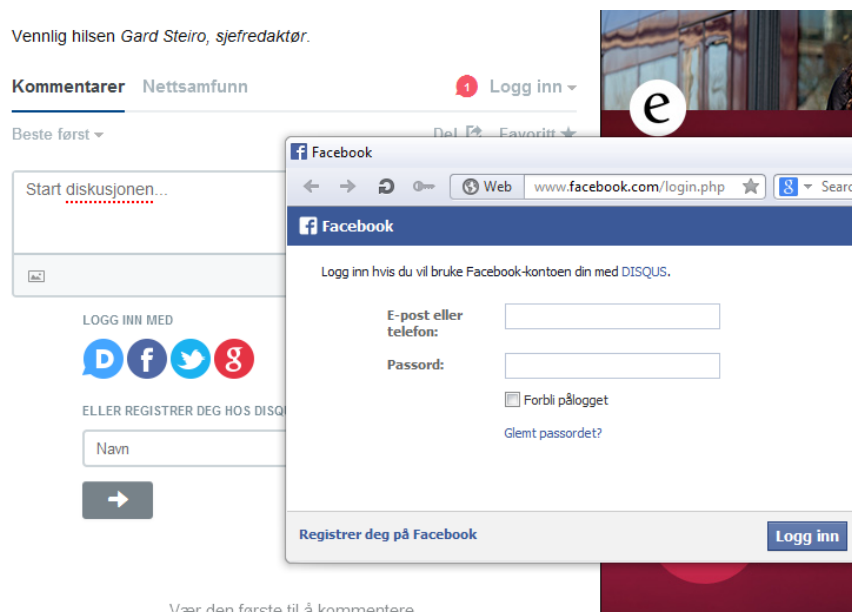 Vennlig hilsen Gard Steiro, sjefredaktør.
Kommentarer Nettsamfunn 1 Logg inn
Beste først Del Favoritt
Start diskusjonen...
LOGG INN MED
ELLER REGISTRER DEG HOS DISQU
Navn
Vær den første til å kommentere
e
Facebook
Web www.facebook.com/login.php Searc
Facebook
Logg inn hvis du vil bruke Facebook-kontoen din med DISQUS.
E-post eller
telefon:
Passord:
Forbli pålogget
Glemt passordet?
Registrer deg på Facebook Logg inn